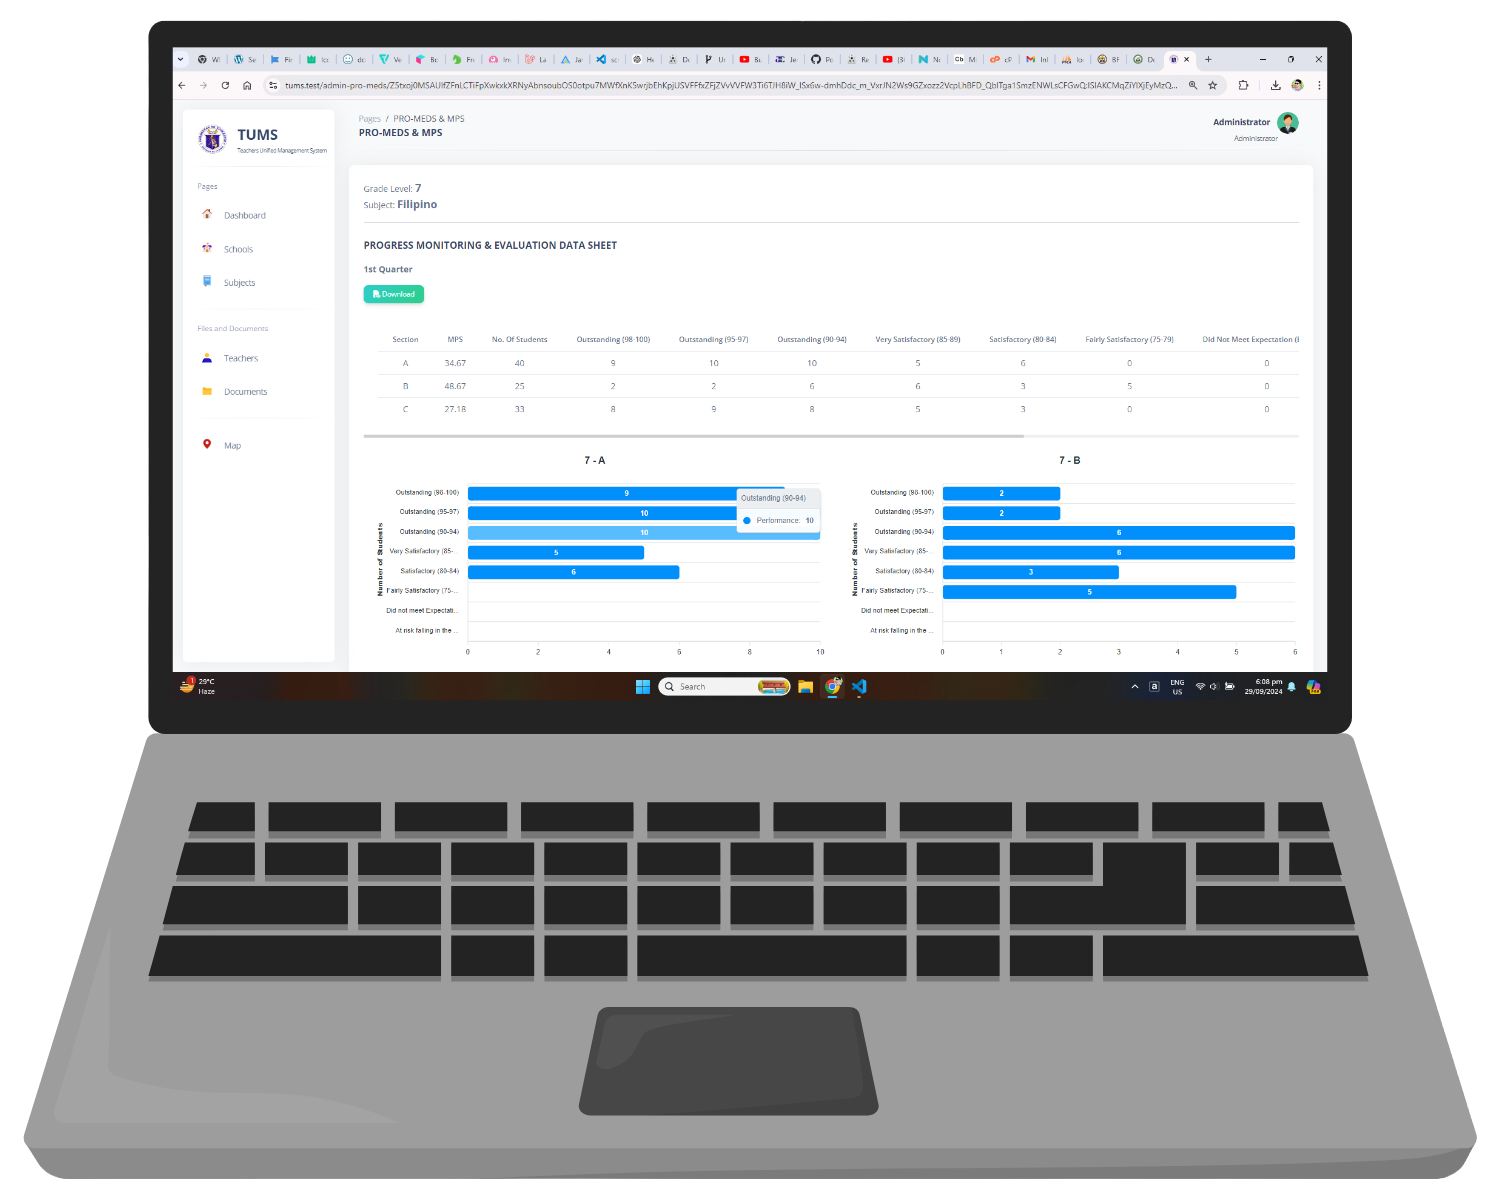 tums.test/admin-pro-meds/
TUMS
Teachers Unified Management System
Pages
Dashboard
Schools
Subjects
Files and Documents
Teachers
Documents
Map
Pages / PRO-MEDS & MPS
PRO-MEDS & MPS
Administrator
Administrator
Grade Level: 7
Subject: Filipino
PROGRESS MONITORING & EVALUATION DATA SHEET
1st Quarter
Download
Section MPS No. Of Students Outstanding (98-100) Outstanding (95-97) Outstanding (90-94) Very Satisfactory (85-89) Satisfactory (80-84) Fairly Satisfactory (75-79) Did Not Meet Expectation
A 34.67 40 9 10 10 5 6 0 0
B 48.67 25 2 2 6 6 3 5 0
C 27.18 33 8 9 8 5 3 0 0
7 - A
Number of Students
Outstanding (98-100) 9
Outstanding (95-97) 10
Outstanding (90-94) 10
Very Satisfactory (85-... 5
Satisfactory (80-84) 6
Fairly Satisfactory (75-...
Did not meet Expectati...
At risk falling in the ...
0 2 4 6 8 10
Outstanding (90-94)
Performance: 10
7 - B
Number of Students
Outstanding (98-100) 2
Outstanding (95-97) 2
Outstanding (90-94) 6
Very Satisfactory (85-... 6
Satisfactory (80-84) 3
Fairly Satisfactory (75-... 5
Did not meet Expectati...
At risk falling in the ...
0 1 2 3 4 5 6
1
29°C
Haze
Search
ENG
US
6:08 pm
29/09/2024